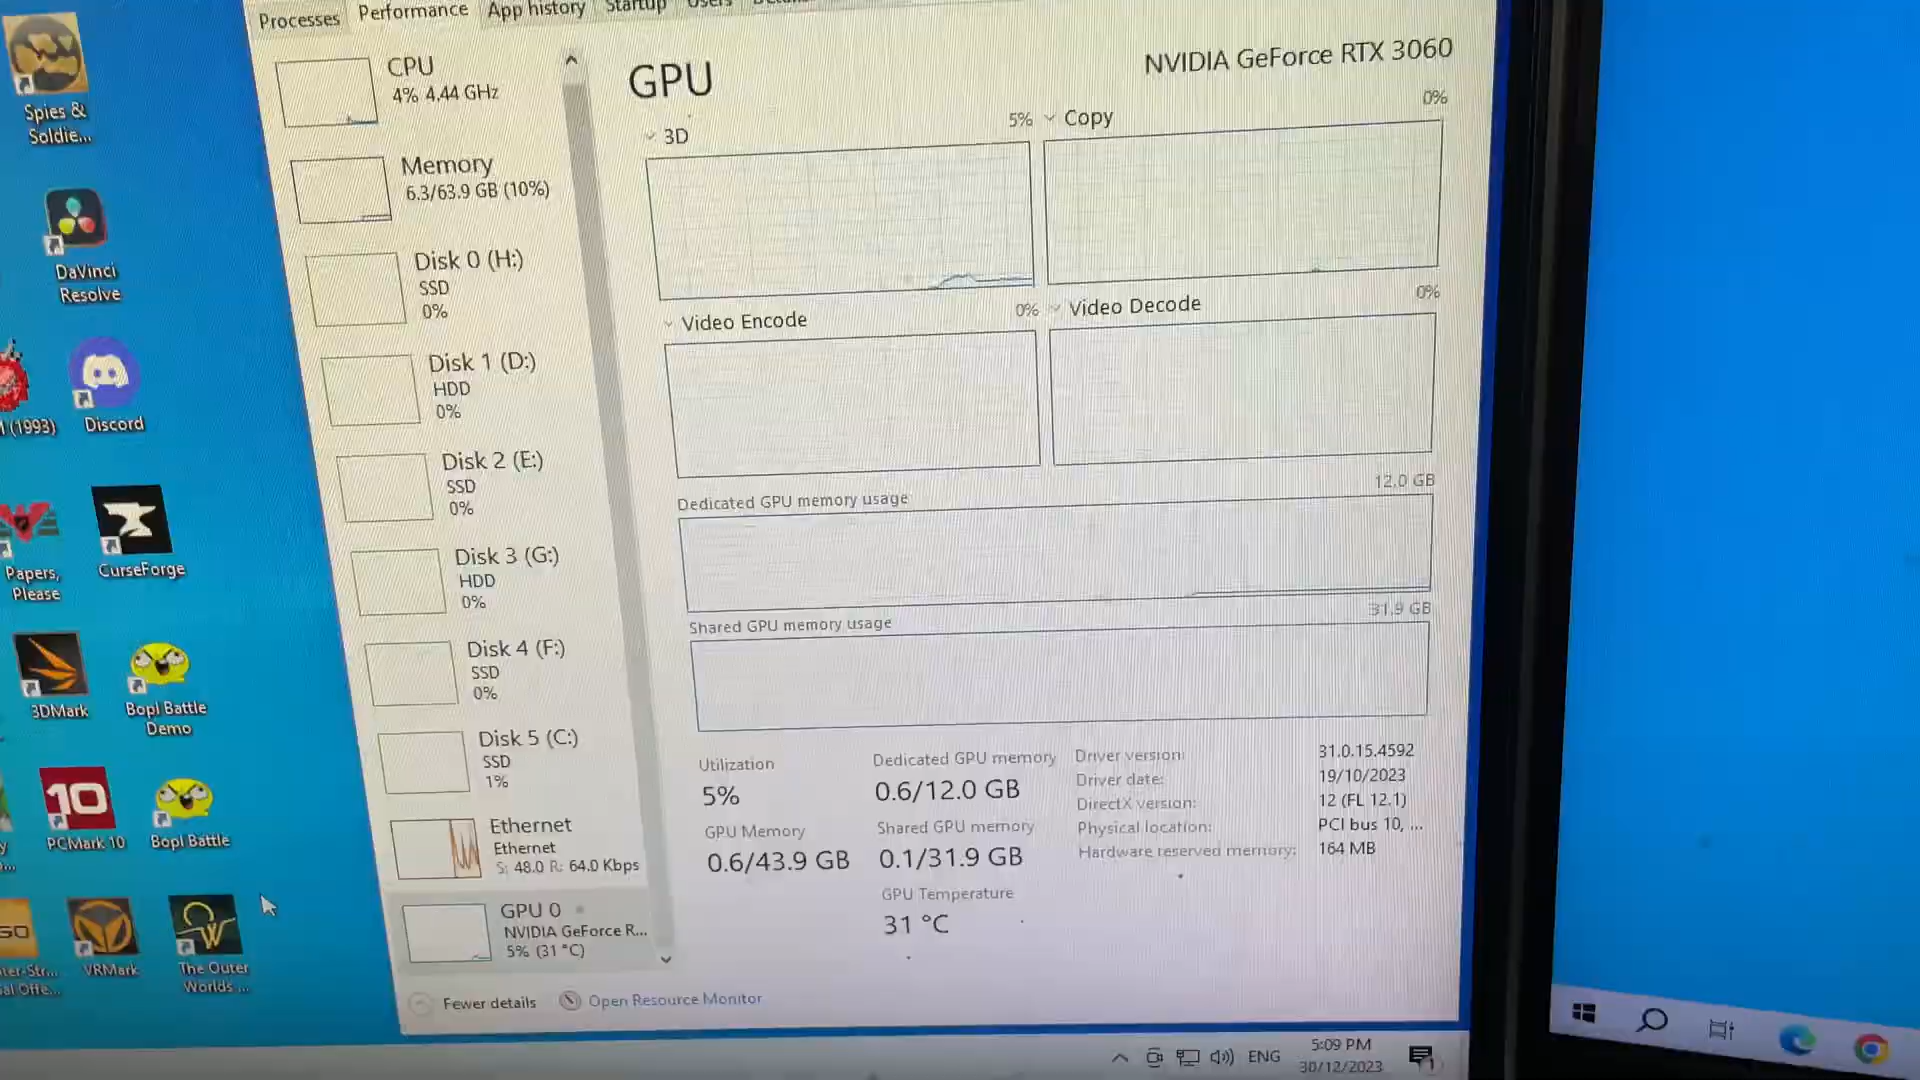 Processes Performance App history Startup Users
CPU
4% 4.44 GHz
Memory
6.3/63.9 GB (10%)
Disk 0 (H:)
SSD
0%
Disk 1 (D:)
HDD
0%
Disk 2 (E:)
SSD
0%
Disk 3 (G:)
HDD
0%
Disk 4 (F:)
SSD
0%
Disk 5 (C:)
SSD
1%
Ethernet
Ethernet
S: 48.0 R: 64.0 Kbps
GPU 0
NVIDIA GeForce R...
5% (31 °C)
GPU
NVIDIA GeForce RTX 3060
3D 5%
Copy 0%
Video Encode 0%
Video Decode 0%
Dedicated GPU memory usage 12.0 GB
Shared GPU memory usage 31.9 GB
Utilization
5%
GPU Memory
0.6/43.9 GB
Dedicated GPU memory
0.6/12.0 GB
Shared GPU memory
0.1/31.9 GB
GPU Temperature
31 °C
Driver version: 31.0.15.4592
Driver date: 19/10/2023
DirectX version: 12 (FL 12.1)
Physical location: PCI bus 10, ...
Hardware reserved memory: 164 MB
Fewer details Open Resource Monitor
Spies &
Soldie...
DaVinci
Resolve
(1993)
Discord
Papers,
Please
CurseForge
3DMark
Bopl Battle
Demo
10
PCMark 10
Bopl Battle
VRMark
The Outer
Worlds ...
ENG
5:09 PM
30/12/2023
1